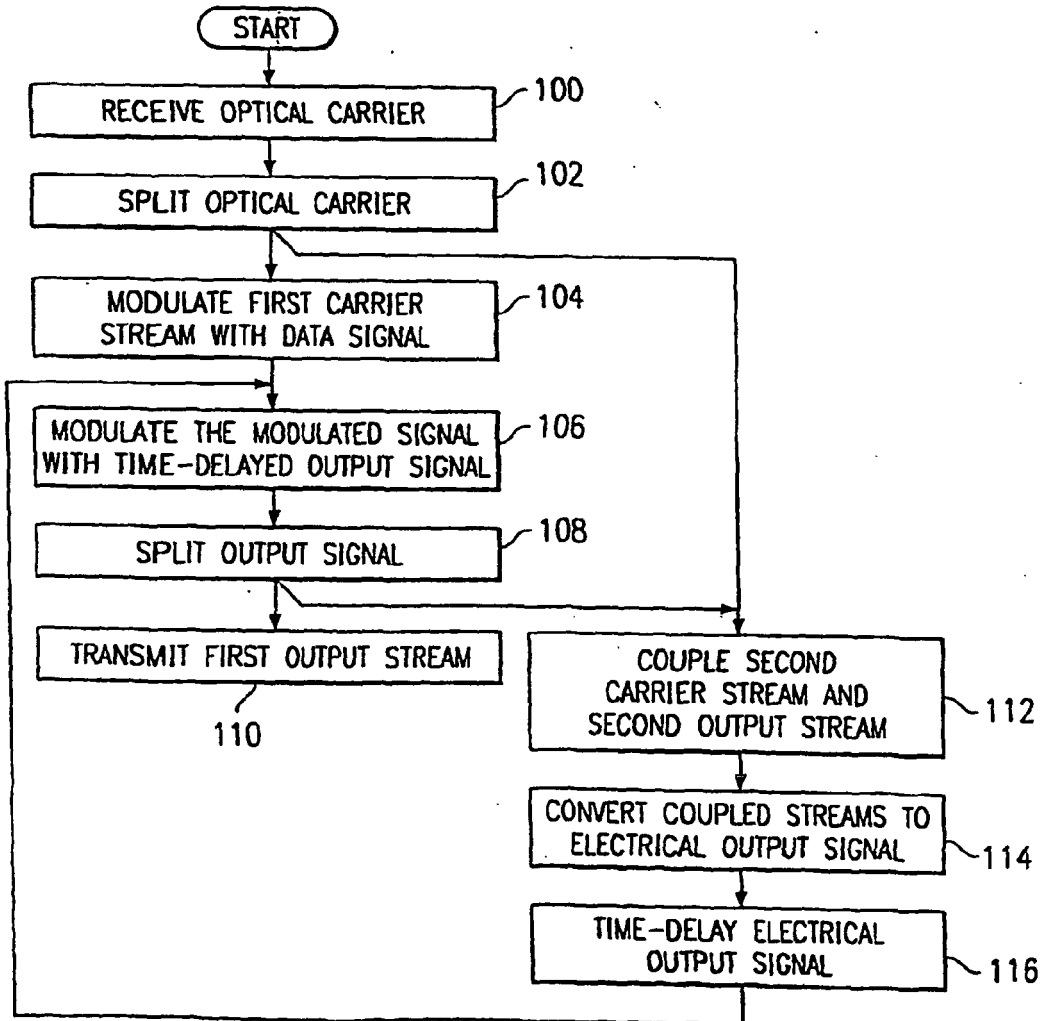 START
RECEIVE OPTICAL CARRIER
100
SPLIT OPTICAL CARRIER
102
MODULATE FIRST CARRIER
STREAM WITH DATA SIGNAL
104
MODULATE THE MODULATED SIGNAL
WITH TIME-DELAYED OUTPUT SIGNAL
106
SPLIT OUTPUT SIGNAL
108
TRANSMIT FIRST OUTPUT STREAM
110
COUPLE SECOND
CARRIER STREAM AND
SECOND OUTPUT STREAM
112
CONVERT COUPLED STREAMS TO
ELECTRICAL OUTPUT SIGNAL
114
TIME-DELAY ELECTRICAL
OUTPUT SIGNAL
116